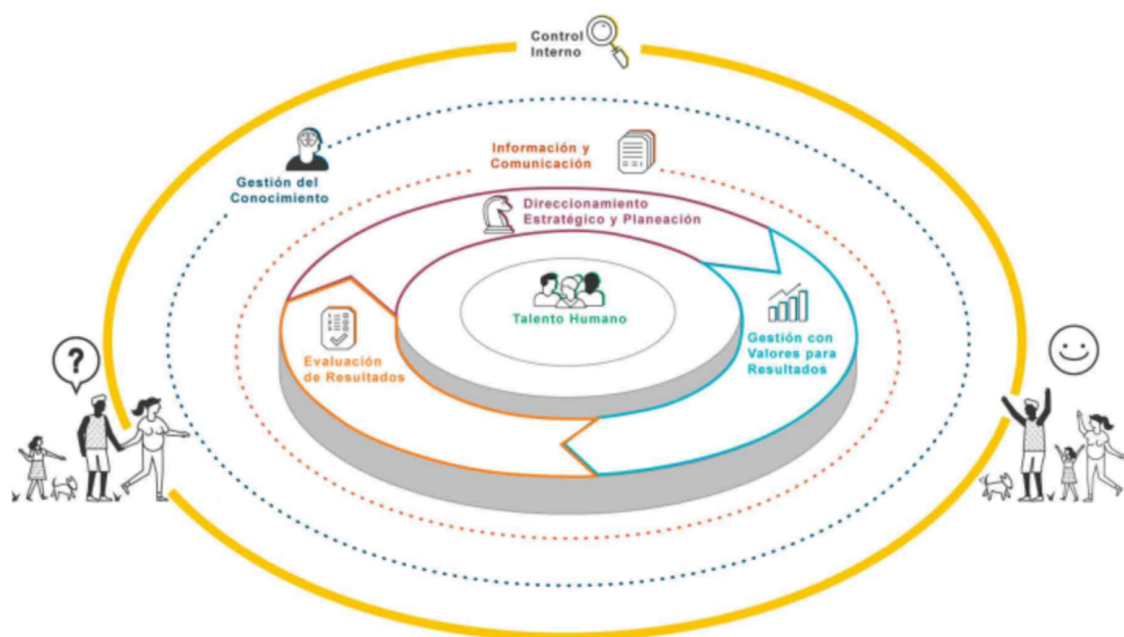 Control
Interno
Información y
Comunicación
Gestión del
Conocimiento
Direccionamiento
Estratégico y Planeación
Talento Humano
Gestión con
Valores para
Resultados
Evaluación
de Resultados
?